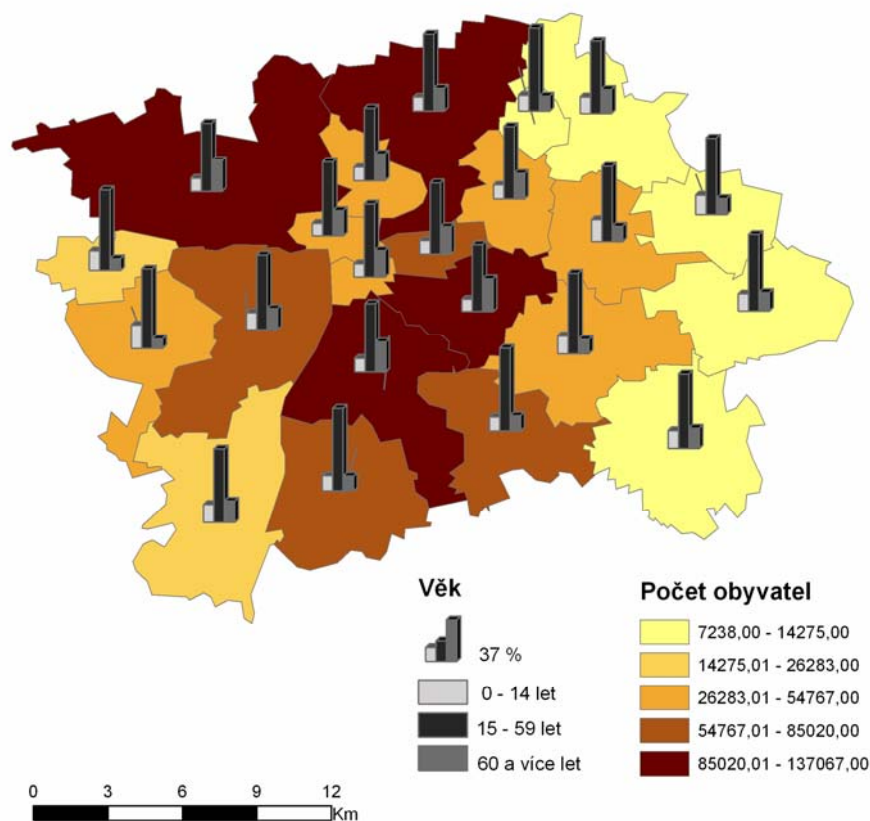 Věk
37 %
0 - 14 let
15 - 59 let
60 a více let
Počet obyvatel
7238,00 - 14275,00
14275,01 - 26283,00
26283,01 - 54767,00
54767,01 - 85020,00
85020,01 - 137067,00
0 3 6 9 12
Km